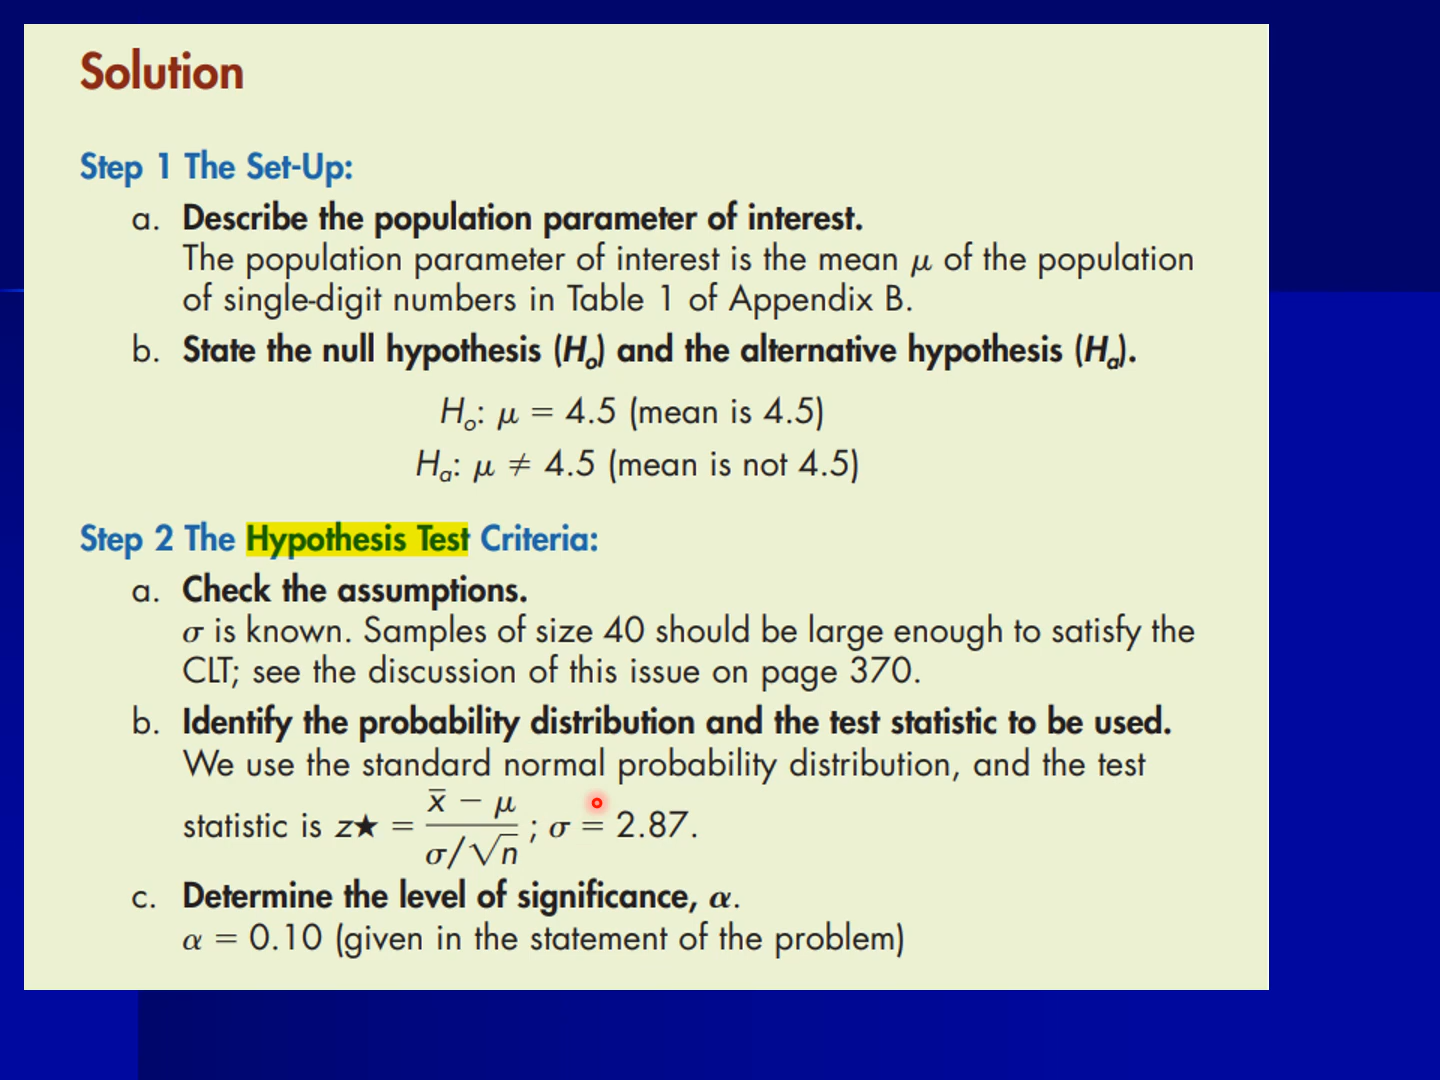 Solution
Step 1 The Set-Up:
a. Describe the population parameter of interest.
The population parameter of interest is the mean μ of the population
of single-digit numbers in Table 1 of Appendix B.
b. State the null hypothesis (Hₒ) and the alternative hypothesis (Hₐ).
Hₒ: μ = 4.5 (mean is 4.5)
Hₐ: μ ≠ 4.5 (mean is not 4.5)
Step 2 The Hypothesis Test Criteria:
a. Check the assumptions.
σ is known. Samples of size 40 should be large enough to satisfy the
CLT; see the discussion of this issue on page 370.
b. Identify the probability distribution and the test statistic to be used.
We use the standard normal probability distribution, and the test
statistic is z★ = (x̄ − μ)/(σ/√n) ; σ = 2.87.
c. Determine the level of significance, α.
α = 0.10 (given in the statement of the problem)